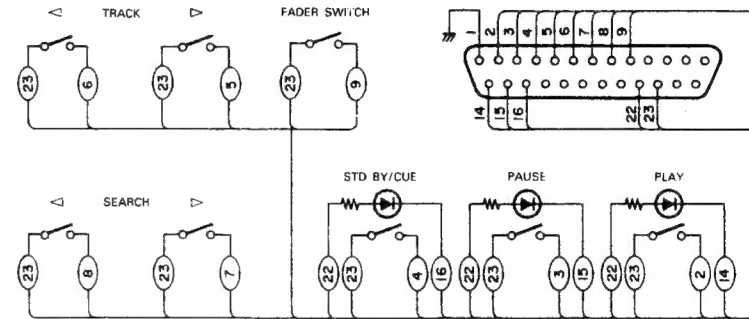 TRACK
FADER SWITCH
1 2 3 4 5 6 7 8 9
23 6 23 5 23 9
14 15 16 22 23
SEARCH
STD BY/CUE
PAUSE
PLAY
23 8 23 7 22 23 4 16 22 23 3 15 22 23 2 14